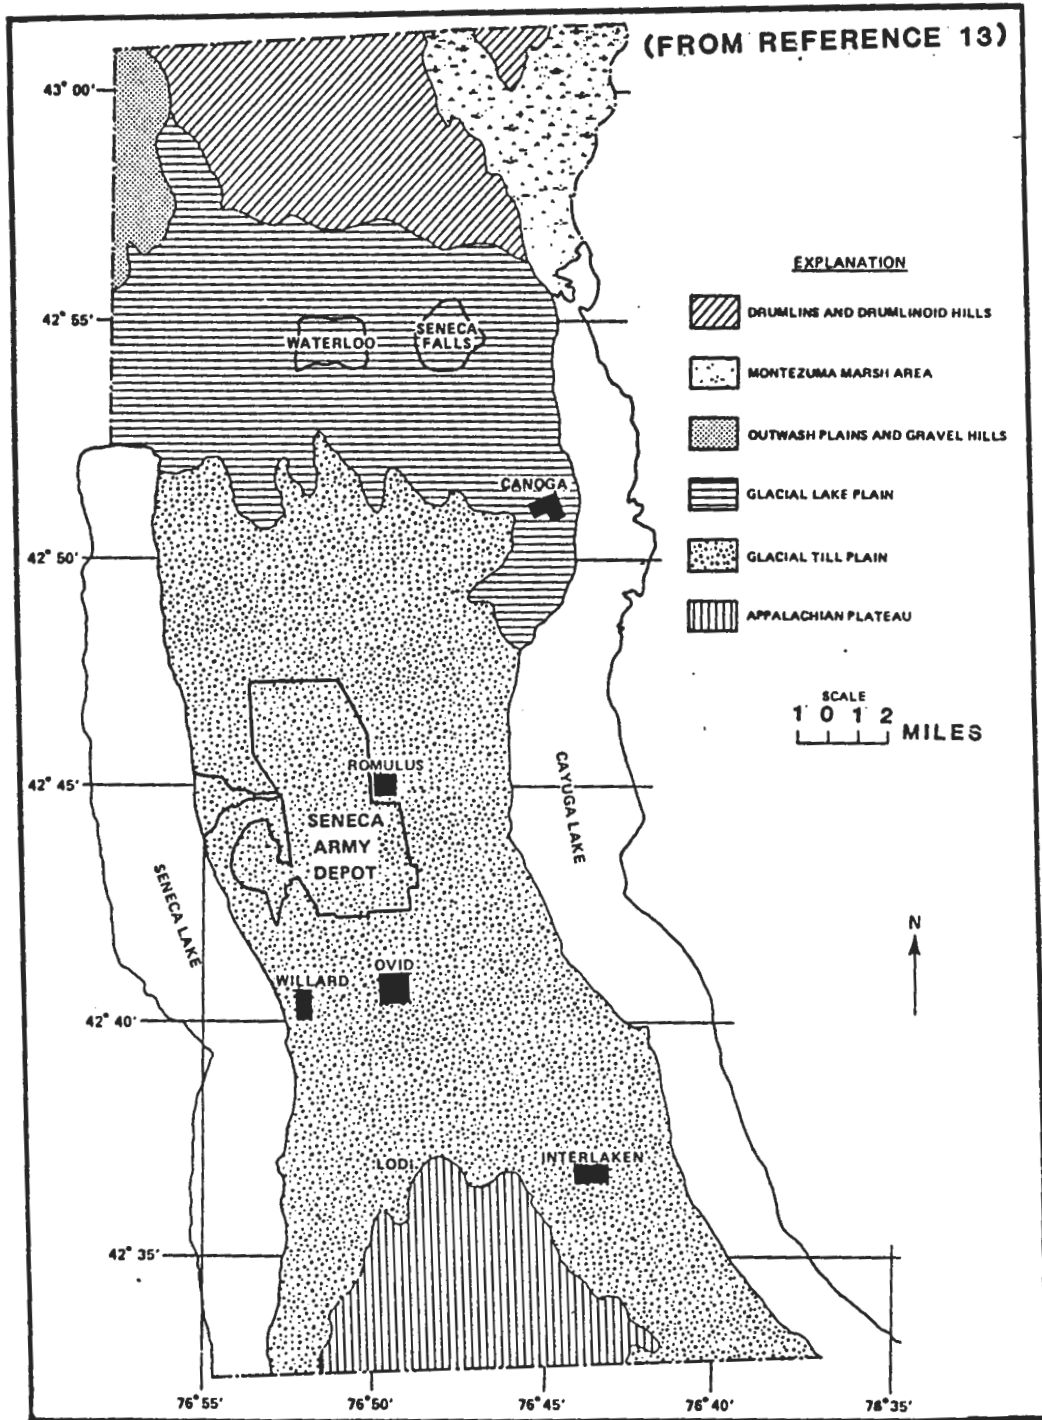 (FROM REFERENCE 13)
43° 00'
EXPLANATION
DRUMLINS AND DRUMLINOID HILLS
42° 55'
WATERLOO
SENECA
FALLS
MONTEZUMA MARSH AREA
OUTWASH PLAINS AND GRAVEL HILLS
CANOGA
GLACIAL LAKE PLAIN
42° 50'
GLACIAL TILL PLAIN
APPALACHIAN PLATEAU
SCALE
1 0 1 2 MILES
ROMULUS
42° 45'
CAYUGA LAKE
SENECA
ARMY
DEPOT
SENECA LAKE
N
WILLARD
OVID
42° 40'
LODI
INTERLAKEN
42° 35'
76° 55'
76° 50'
76° 45'
76° 40'
78° 35'